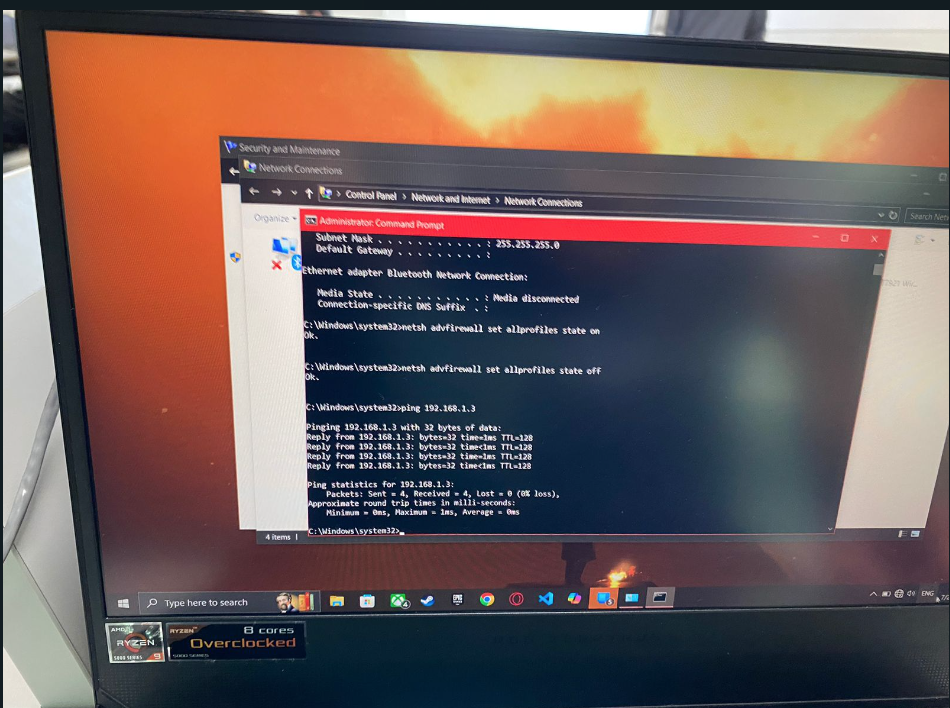 Security and Maintenance
Network Connections
Control Panel > Network and Internet > Network Connections
Search
Organize
Administrator: Command Prompt
Subnet Mask . . . . . . . . . . . : 255.255.255.0
Default Gateway . . . . . . . . . :
Ethernet adapter Bluetooth Network Connection:
Media State . . . . . . . . . . . : Media disconnected
Connection-specific DNS Suffix  . :
C:\Windows\system32>netsh advfirewall set allprofiles state on
Ok.
C:\Windows\system32>netsh advfirewall set allprofiles state off
Ok.
C:\Windows\system32>ping 192.168.1.3
Pinging 192.168.1.3 with 32 bytes of data:
Reply from 192.168.1.3: bytes=32 time=1ms TTL=128
Reply from 192.168.1.3: bytes=32 time<1ms TTL=128
Reply from 192.168.1.3: bytes=32 time=1ms TTL=128
Reply from 192.168.1.3: bytes=32 time<1ms TTL=128
Ping statistics for 192.168.1.3:
Packets: Sent = 4, Received = 4, Lost = 0 (0% loss),
Approximate round trip times in milli-seconds:
Minimum = 0ms, Maximum = 1ms, Average = 0ms
C:\Windows\system32>
4 items
Type here to search
4
EPIC
ENG
AMD
RYZEN
5000 SERIES
9
RYZEN
8 cores
Overclocked
5000 SERIES